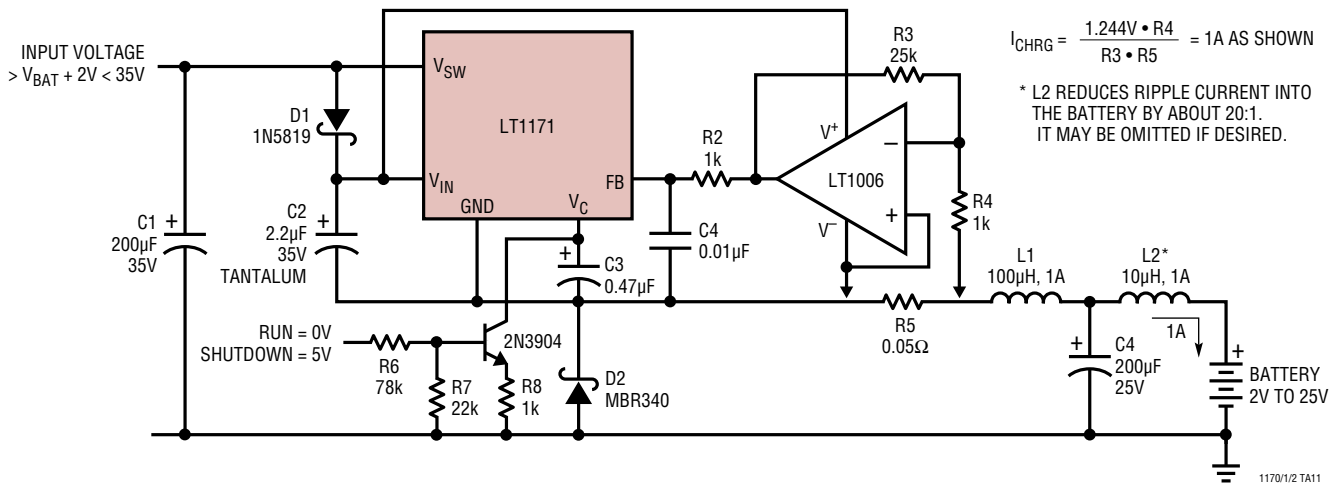 INPUT VOLTAGE
> V_BAT + 2V < 35V
D1
1N5819
V_SW
LT1171
V_IN
GND
V_C
FB
C1
200µF
35V
+
C2
2.2µF
35V
TANTALUM
+
C3
0.47µF
+
R2
1k
C4
0.01µF
R3
25k
V+
–
LT1006
+
V–
R4
1k
I_CHRG = 1.244V • R4 / R3 • R5 = 1A AS SHOWN
* L2 REDUCES RIPPLE CURRENT INTO
THE BATTERY BY ABOUT 20:1.
IT MAY BE OMITTED IF DESIRED.
L1
100µH, 1A
L2*
10µH, 1A
R5
0.05Ω
1A
+
C4
200µF
25V
+
BATTERY
2V TO 25V
RUN = 0V
SHUTDOWN = 5V
R6
78k
R7
22k
2N3904
R8
1k
D2
MBR340
1170/1/2 TA11